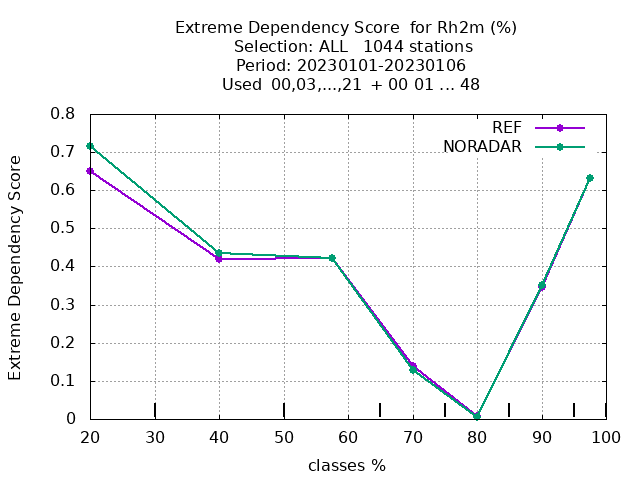 Extreme Dependency Score  for Rh2m (%)
Selection: ALL   1044 stations
Period: 20230101-20230106
Used  00,03,...,21  + 00 01 ... 48
REF
NORADAR
Extreme Dependency Score
0.8
0.7
0.6
0.5
0.4
0.3
0.2
0.1
0
20 30 40 50 60 70 80 90 100
classes %